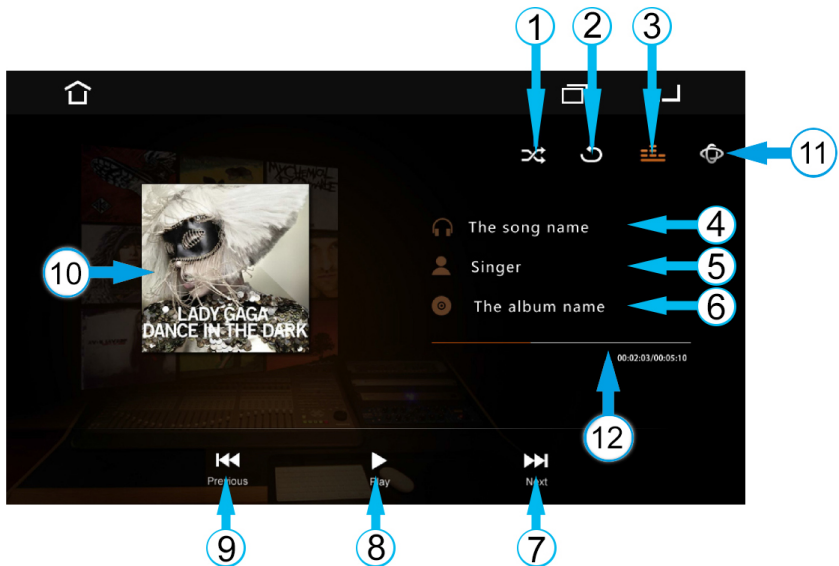 1 2 3
11
The song name 4
Singer 5
The album name 6
10
LADY GAGA
DANCE IN THE DARK
00:02:03/00:05:10
12
Previous Play Next
9 8 7